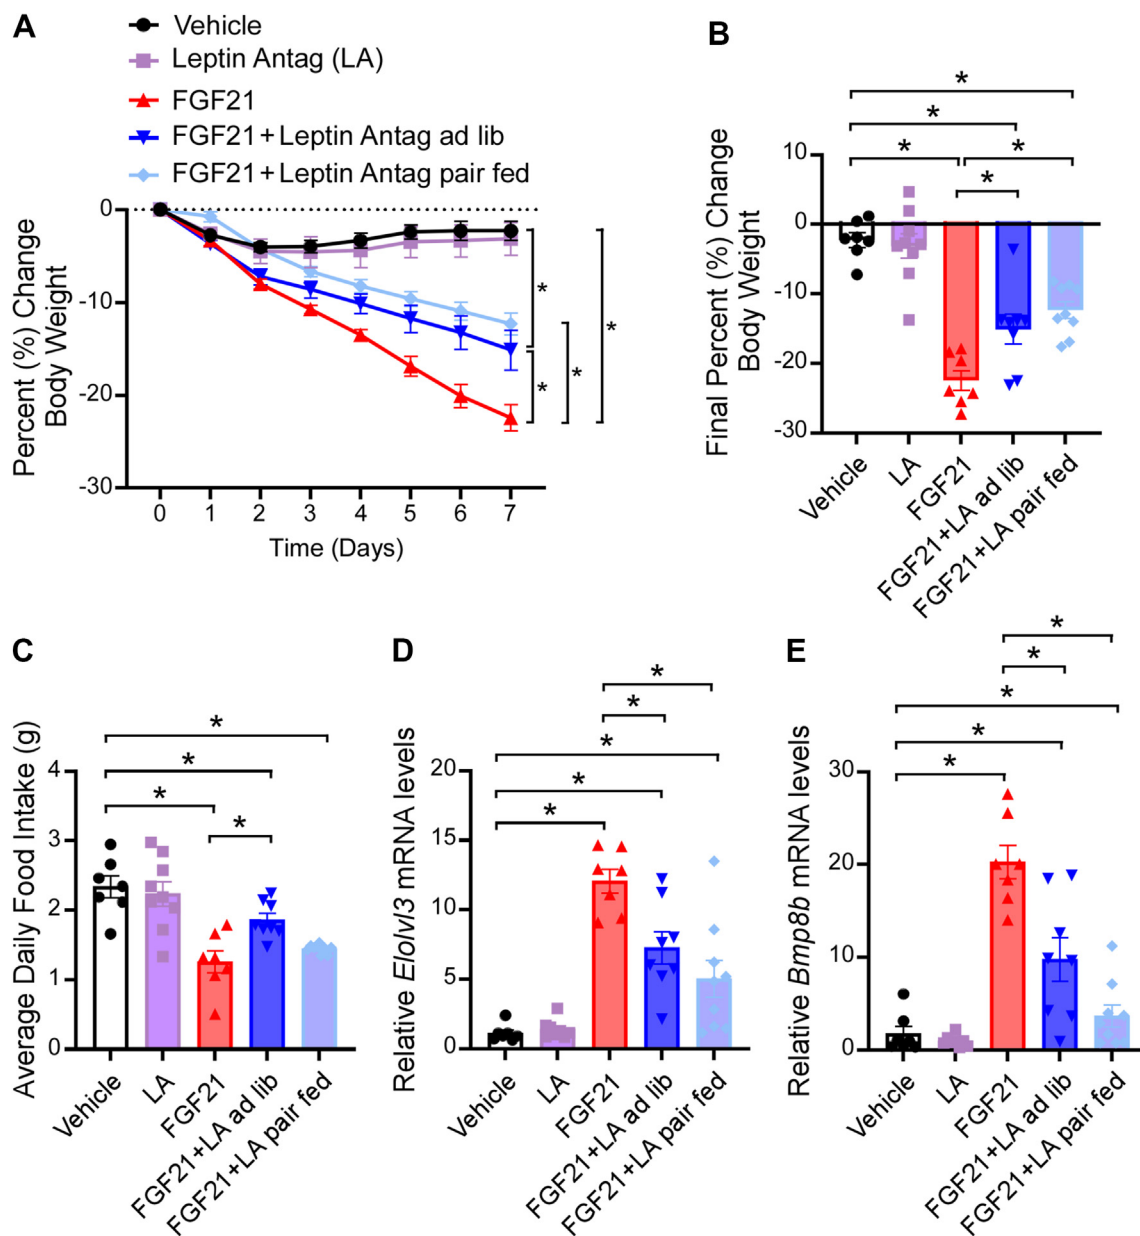 A
Vehicle
Leptin Antag (LA)
FGF21
FGF21+Leptin Antag ad lib
FGF21+Leptin Antag pair fed
Percent (%) Change
Body Weight
0
-10
-20
-30
0 1 2 3 4 5 6 7
Time (Days)
*
*
*
*
B
*
*
* *
*
Final Percent (%) Change
Body Weight
10
0
-10
-20
-30
Vehicle
LA
FGF21
FGF21+LA ad lib
FGF21+LA pair fed
C
*
*
*
*
Average Daily Food Intake (g)
4
3
2
1
0
Vehicle
LA
FGF21
FGF21+LA ad lib
FGF21+LA pair fed
D
*
*
*
*
*
Relative Elolvl3 mRNA levels
20
15
10
5
0
Vehicle
LA
FGF21
FGF21+LA ad lib
FGF21+LA pair fed
E
*
*
*
*
*
Relative Bmp8b mRNA levels
30
20
10
0
Vehicle
LA
FGF21
FGF21+LA ad lib
FGF21+LA pair fed